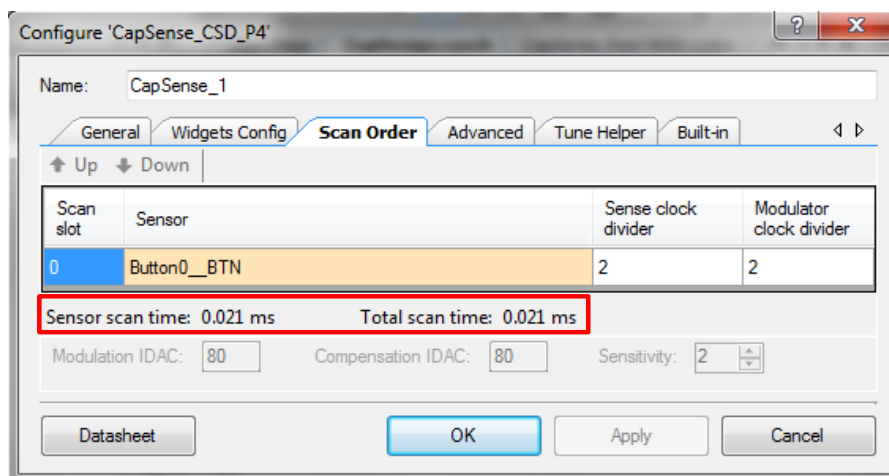 Configure 'CapSense_CSD_P4'
Name: CapSense_1
General Widgets Config Scan Order Advanced Tune Helper Built-in
Up Down
Scan slot Sensor Sense clock divider Modulator clock divider
0 Button0__BTN 2 2
Sensor scan time: 0.021 ms Total scan time: 0.021 ms
Modulation IDAC: 80 Compensation IDAC: 80 Sensitivity: 2
Datasheet OK Apply Cancel